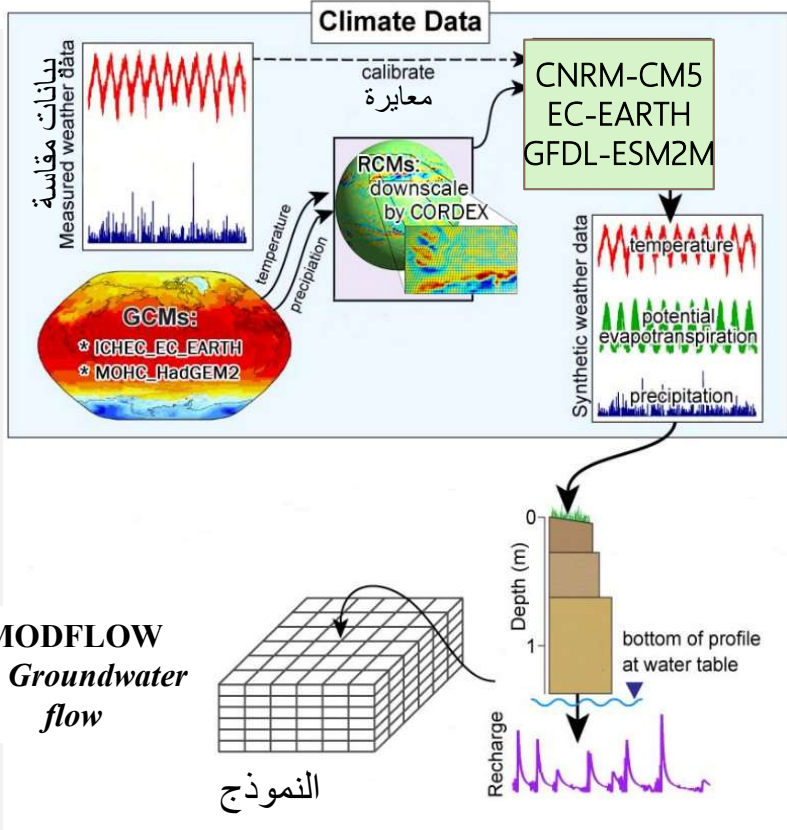 Climate Data
بيانات مقاسة
Measured weather data
calibrate
معايرة
CNRM-CM5
EC-EARTH
GFDL-ESM2M
RCMs:
downscale
by CORDEX
temperature
precipiation
GCMs:
* ICHEC_EC_EARTH
* MOHC_HadGEM2
Synthetic weather data
temperature
potential
evapotranspiration
precipitation
0
Depth (m)
1
bottom of profile
at water table
MODFLOW
Groundwater
flow
النموذج
Recharge